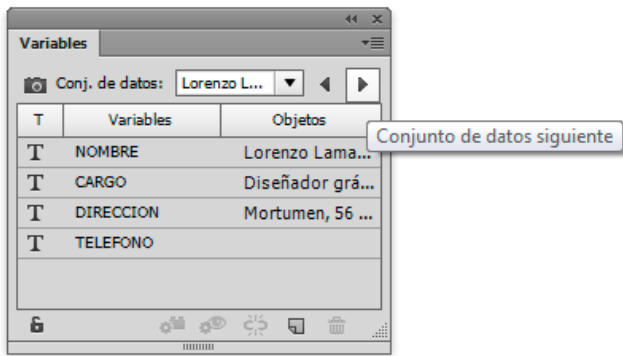 Variables
Conj. de datos: Lorenzo L...
T Variables Objetos
Conjunto de datos siguiente
T NOMBRE Lorenzo Lama...
T CARGO Diseñador grá...
T DIRECCION Mortumen, 56 ...
T TELEFONO